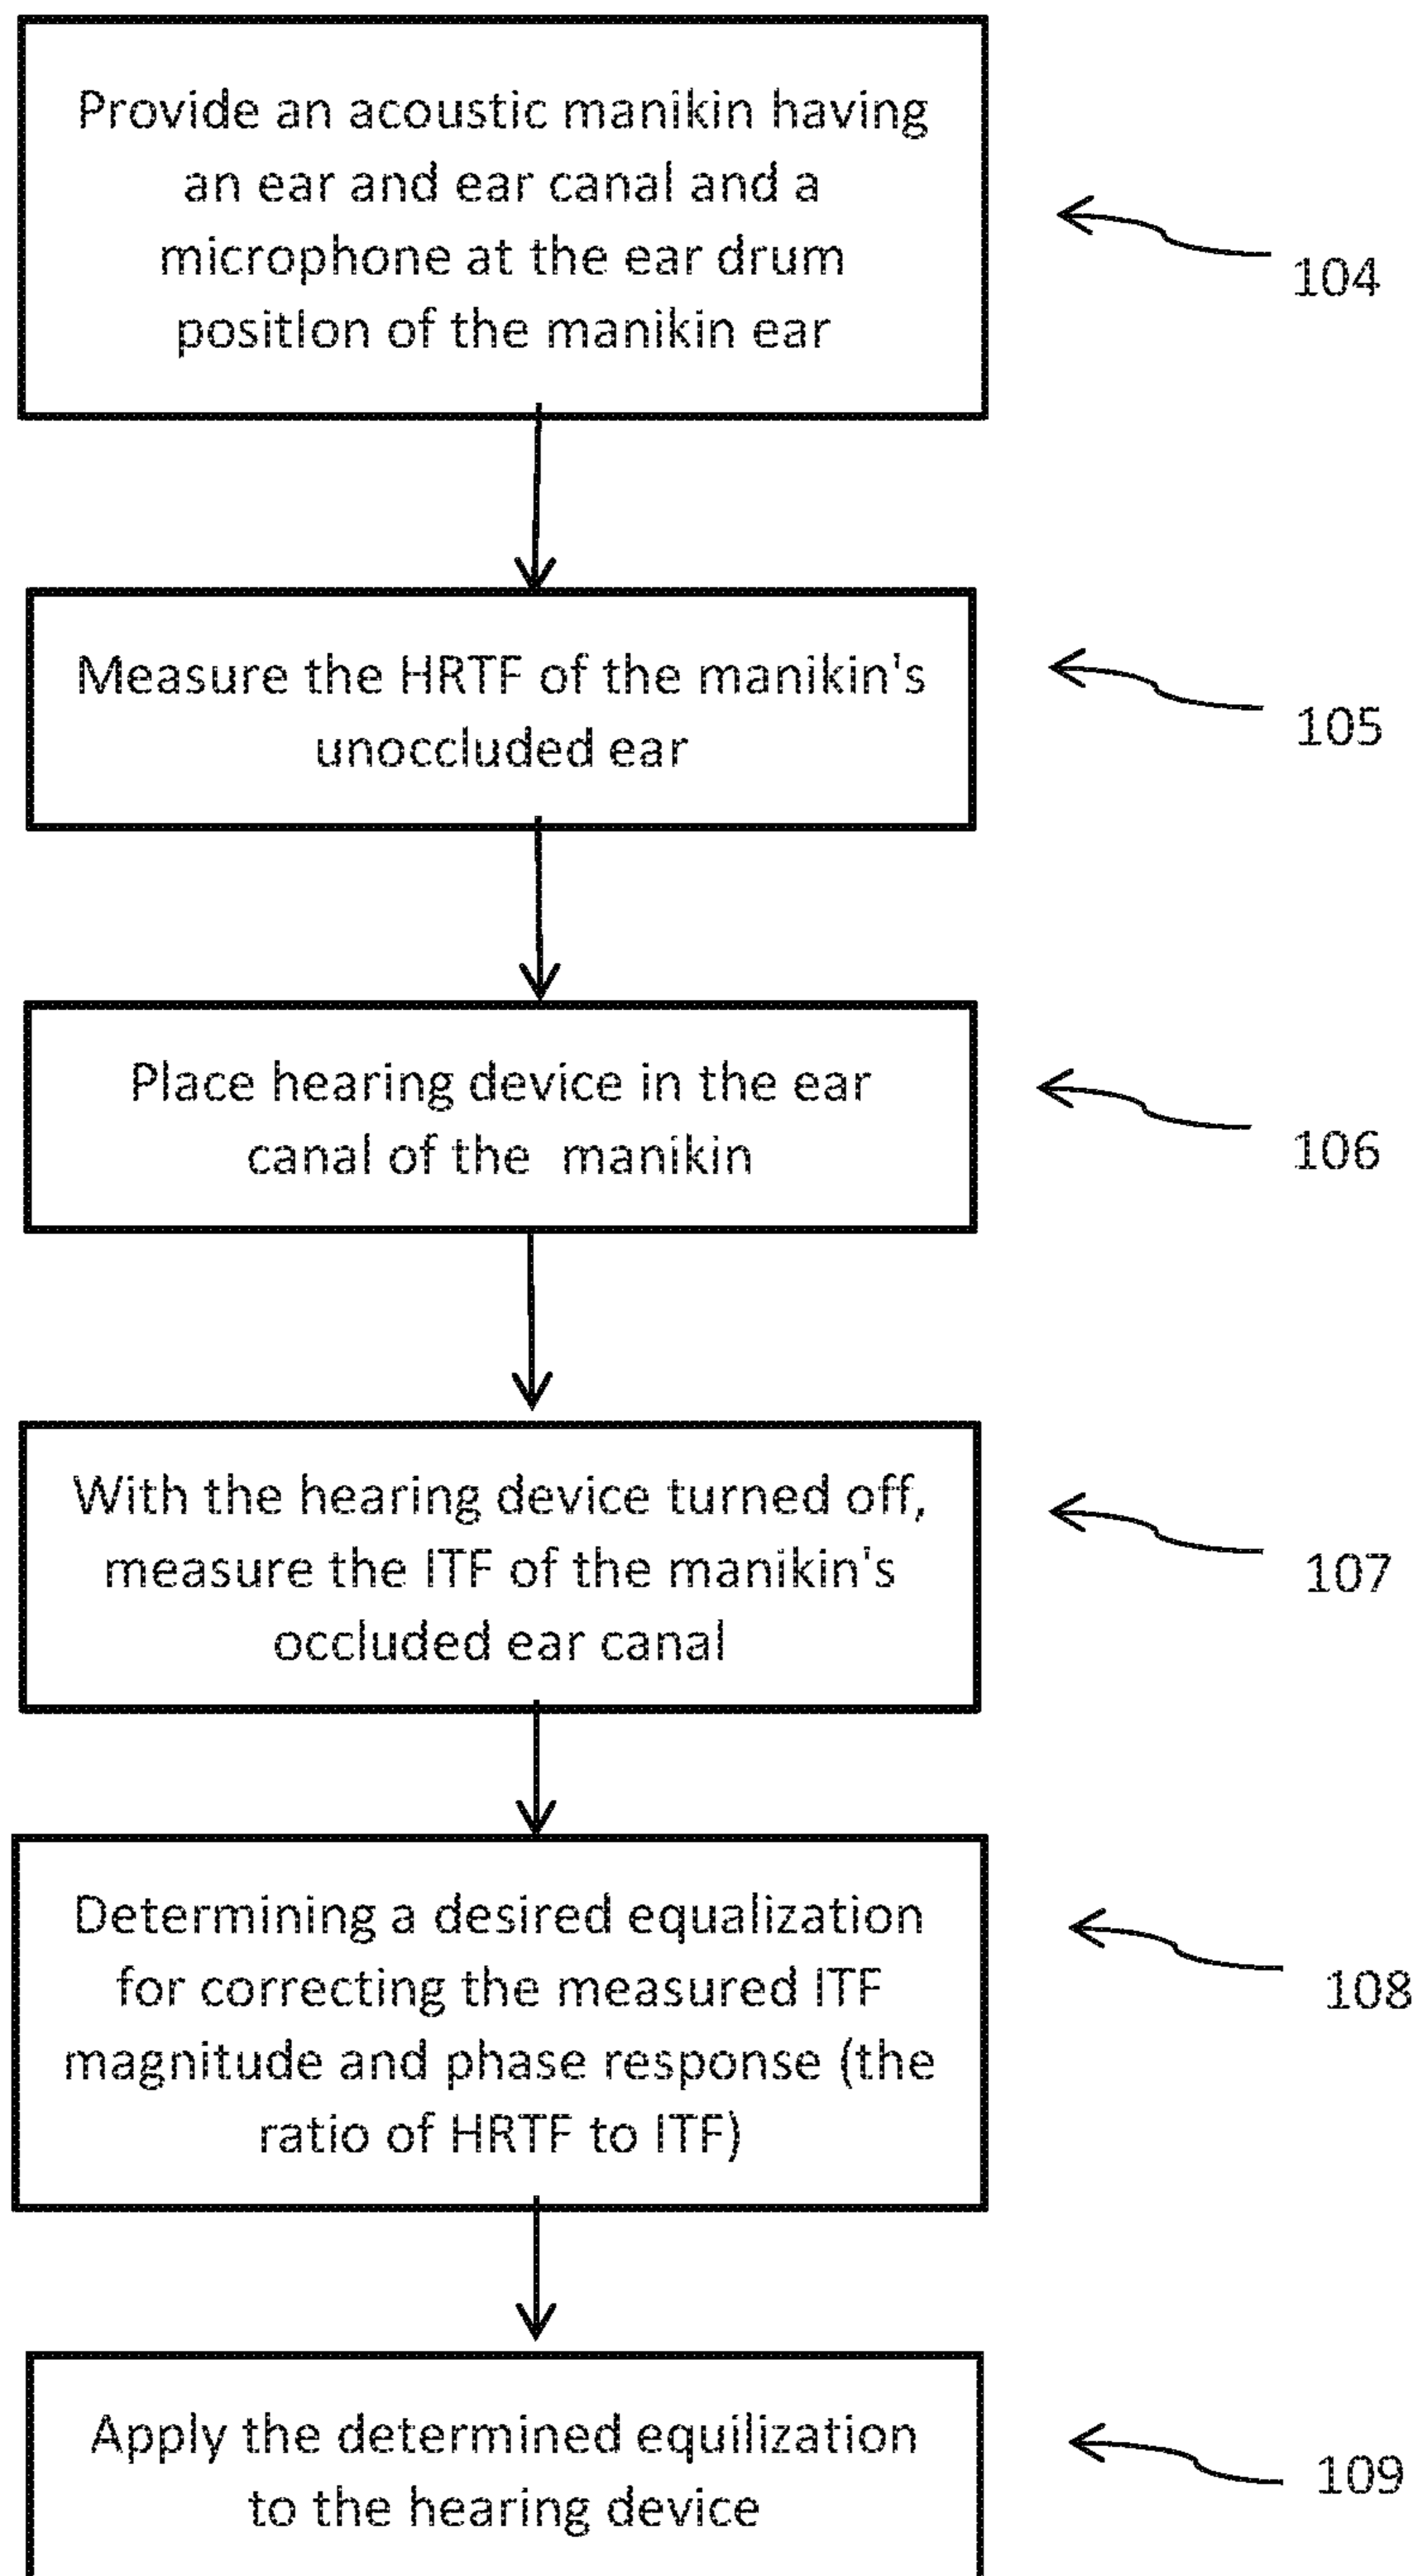 Provide an acoustic manikin having
an ear and ear canal and a
microphone at the ear drum
position of the manikin ear
104
Measure the HRTF of the manikin's
unoccluded ear
105
Place hearing device in the ear
canal of the manikin
106
With the hearing device turned off,
measure the ITF of the manikin's
occluded ear canal
107
Determining a desired equalization
for correcting the measured ITF
magnitude and phase response (the
ratio of HRTF to ITF)
108
Apply the determined equilization
to the hearing device
109